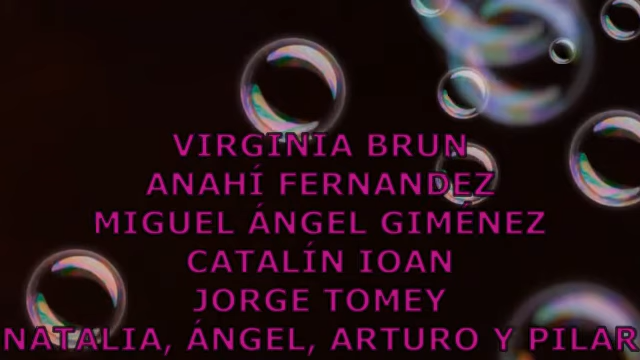 VIRGINIA BRUN
ANAHÍ FERNANDEZ
MIGUEL ÁNGEL GIMÉNEZ
CATALÍN IOAN
JORGE TOMEY
NATALIA, ÁNGEL, ARTURO Y PILAR